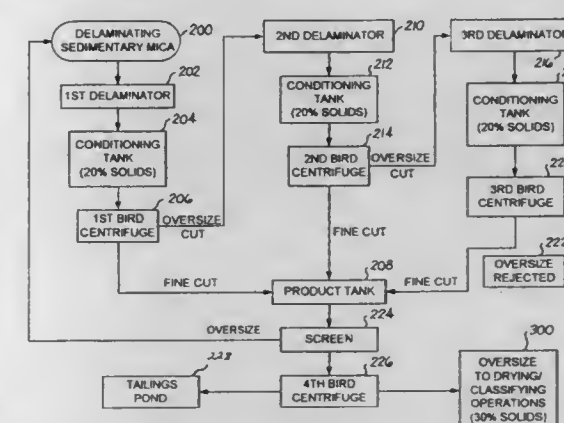 DELAMINATING
SEDIMENTARY MICA
200
202
1ST DELAMINATOR
204
CONDITIONING
TANK
(20% SOLIDS)
206
1ST BIRD
CENTRIFUGE
OVERSIZE
CUT
210
2ND DELAMINATOR
212
CONDITIONING
TANK
(20% SOLIDS)
214
2ND BIRD
CENTRIFUGE
OVERSIZE
CUT
3RD DELAMINATOR
216
CONDITIONING
TANK
(20% SOLIDS)
3RD BIRD
CENTRIFUGE
222
OVERSIZE
REJECTED
FINE CUT
FINE CUT
FINE CUT
208
PRODUCT TANK
OVERSIZE
224
SCREEN
228
TAILINGS
POND
226
4TH BIRD
CENTRIFUGE
300
OVERSIZE
TO DRYING/
CLASSIFYING
OPERATIONS
(30% SOLIDS)